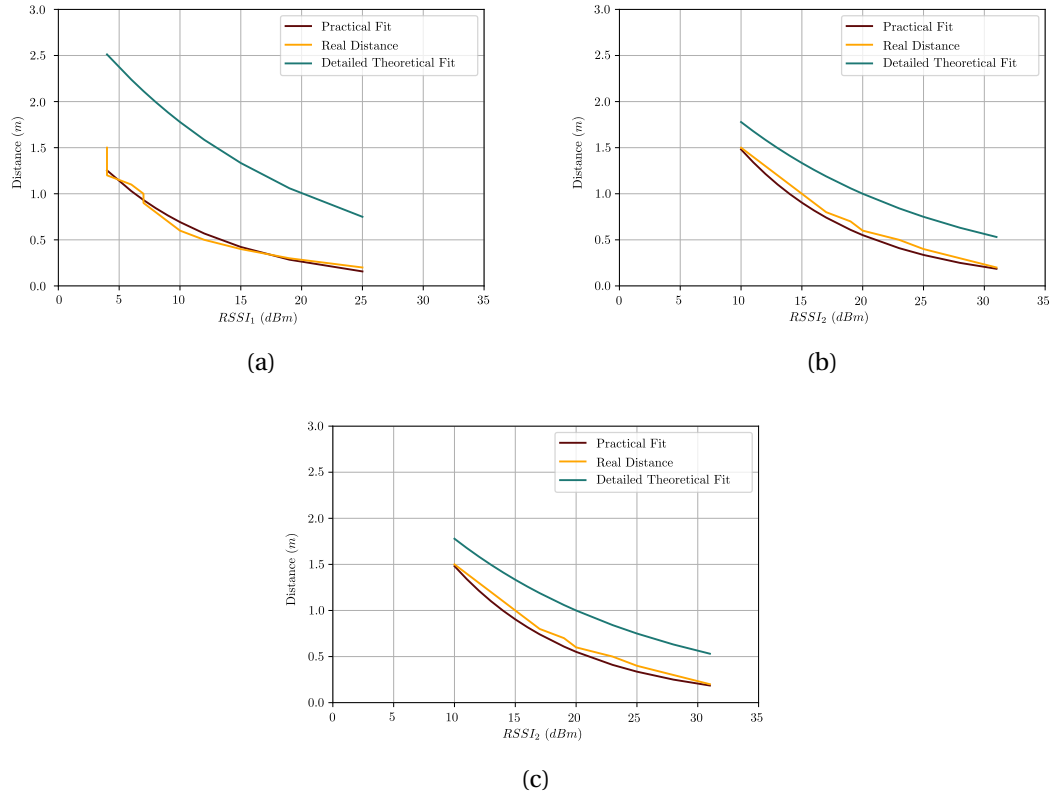 3.0
2.5
2.0
1.5
1.0
0.5
0.0
Distance (m)
0 5 10 15 20 25 30 35
RSSI₁ (dBm)
Practical Fit
Real Distance
Detailed Theoretical Fit
(a)
3.0
2.5
2.0
1.5
1.0
0.5
0.0
Distance (m)
0 5 10 15 20 25 30 35
RSSI₂ (dBm)
Practical Fit
Real Distance
Detailed Theoretical Fit
(b)
3.0
2.5
2.0
1.5
1.0
0.5
0.0
Distance (m)
0 5 10 15 20 25 30 35
RSSI₂ (dBm)
Practical Fit
Real Distance
Detailed Theoretical Fit
(c)